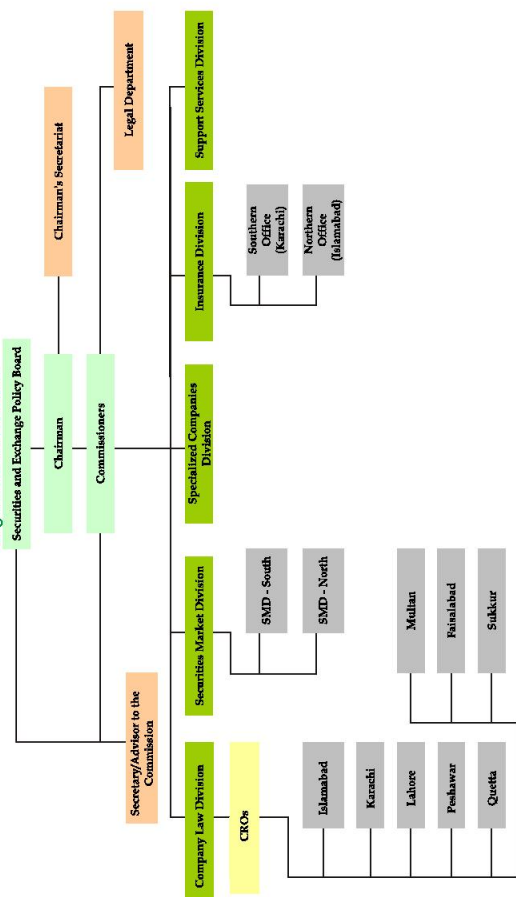 Securities and Exchange Policy Board
Chairman
Chairman's Secretariat
Commissioners
Secretary/Advisor to the
Commission
Legal Department
Company Law Division
Securities Market Division
Specialized Companies
Division
Insurance Division
Support Services Division
CROs
SMD - South
SMD - North
Southern
Office
(Karachi)
Northern
Office
(Islamabad)
Islamabad
Karachi
Lahore
Peshawar
Quetta
Multan
Faisalabad
Sukkur